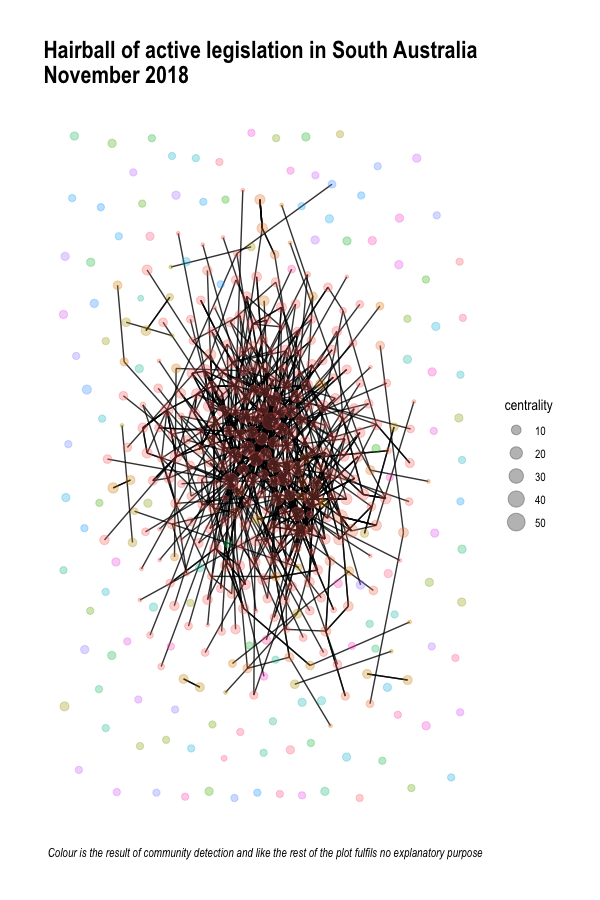 Hairball of active legislation in South Australia
November 2018
centrality
10
20
30
40
50
Colour is the result of community detection and like the rest of the plot fulfils no explanatory purpose